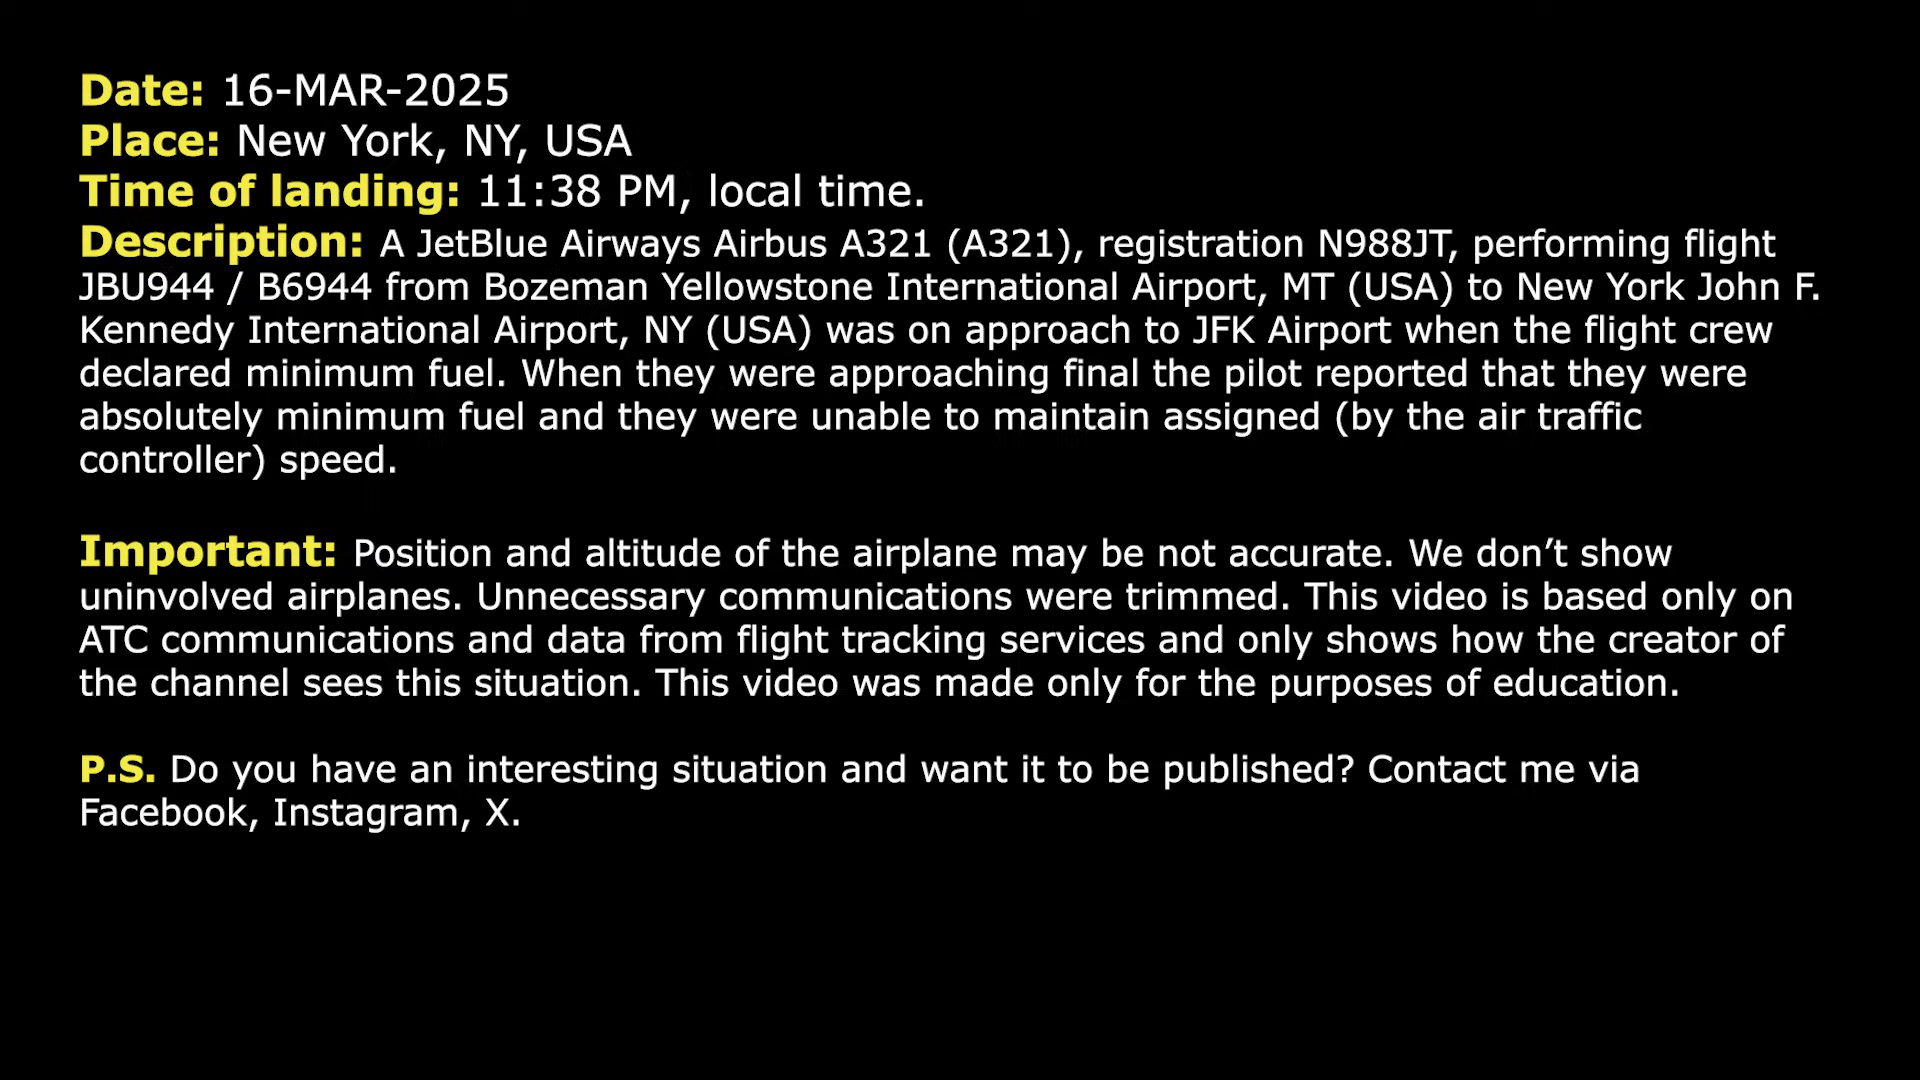 Date: 16-MAR-2025
Place: New York, NY, USA
Time of landing: 11:38 PM, local time.
Description: A JetBlue Airways Airbus A321 (A321), registration N988JT, performing flight
JBU944 / B6944 from Bozeman Yellowstone International Airport, MT (USA) to New York John F.
Kennedy International Airport, NY (USA) was on approach to JFK Airport when the flight crew
declared minimum fuel. When they were approaching final the pilot reported that they were
absolutely minimum fuel and they were unable to maintain assigned (by the air traffic
controller) speed.
Important: Position and altitude of the airplane may be not accurate. We don’t show
uninvolved airplanes. Unnecessary communications were trimmed. This video is based only on
ATC communications and data from flight tracking services and only shows how the creator of
the channel sees this situation. This video was made only for the purposes of education.
P.S. Do you have an interesting situation and want it to be published? Contact me via
Facebook, Instagram, X.